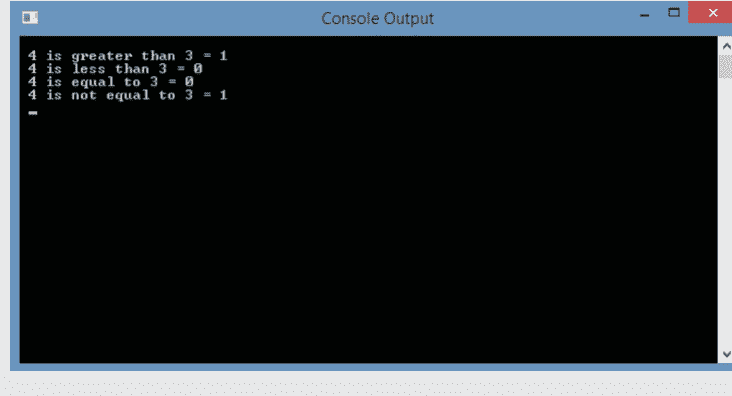 Console Output
4 is greater than 3 = 1
4 is less than 3 = 0
4 is equal to 3 = 0
4 is not equal to 3 = 1